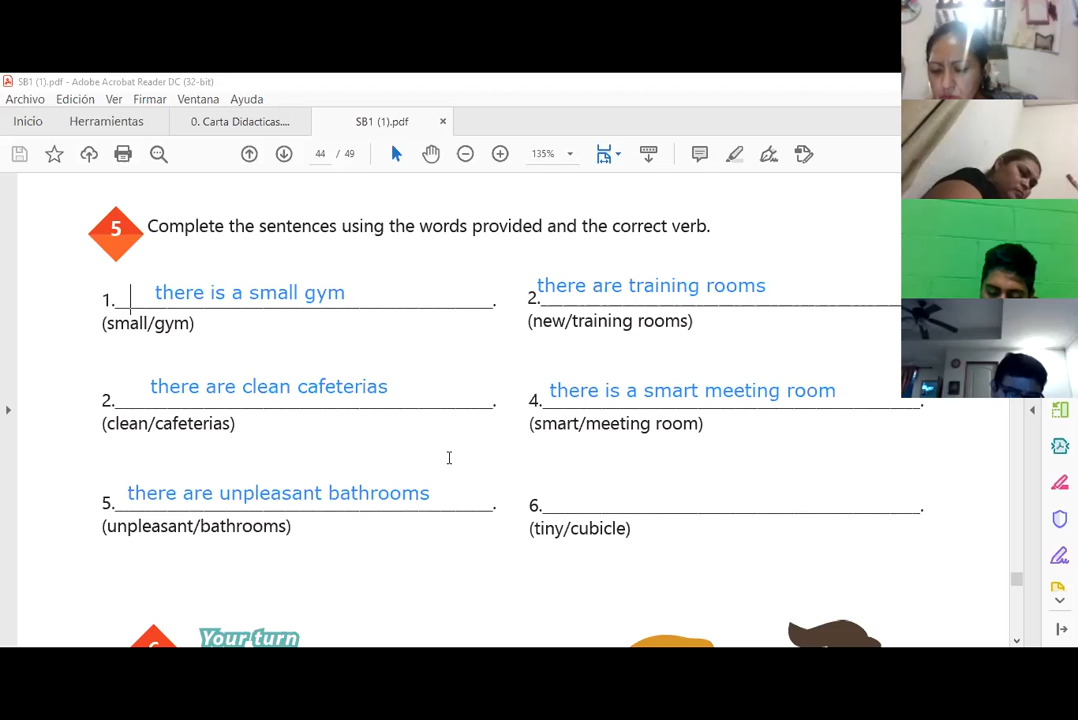 SB1 (1).pdf - Adobe Acrobat Reader DC (32-bit)
Archivo Edición Ver Firmar Ventana Ayuda
Inicio Herramientas 0. Carta Didacticas.... SB1 (1).pdf ×
44 / 49 135%
5 Complete the sentences using the words provided and the correct verb.
1. there is a small gym.
(small/gym)
2. there are training rooms
(new/training rooms)
2. there are clean cafeterias.
(clean/cafeterias)
4. there is a smart meeting room.
(smart/meeting room)
5. there are unpleasant bathrooms.
(unpleasant/bathrooms)
6. .
(tiny/cubicle)
6 Your turn